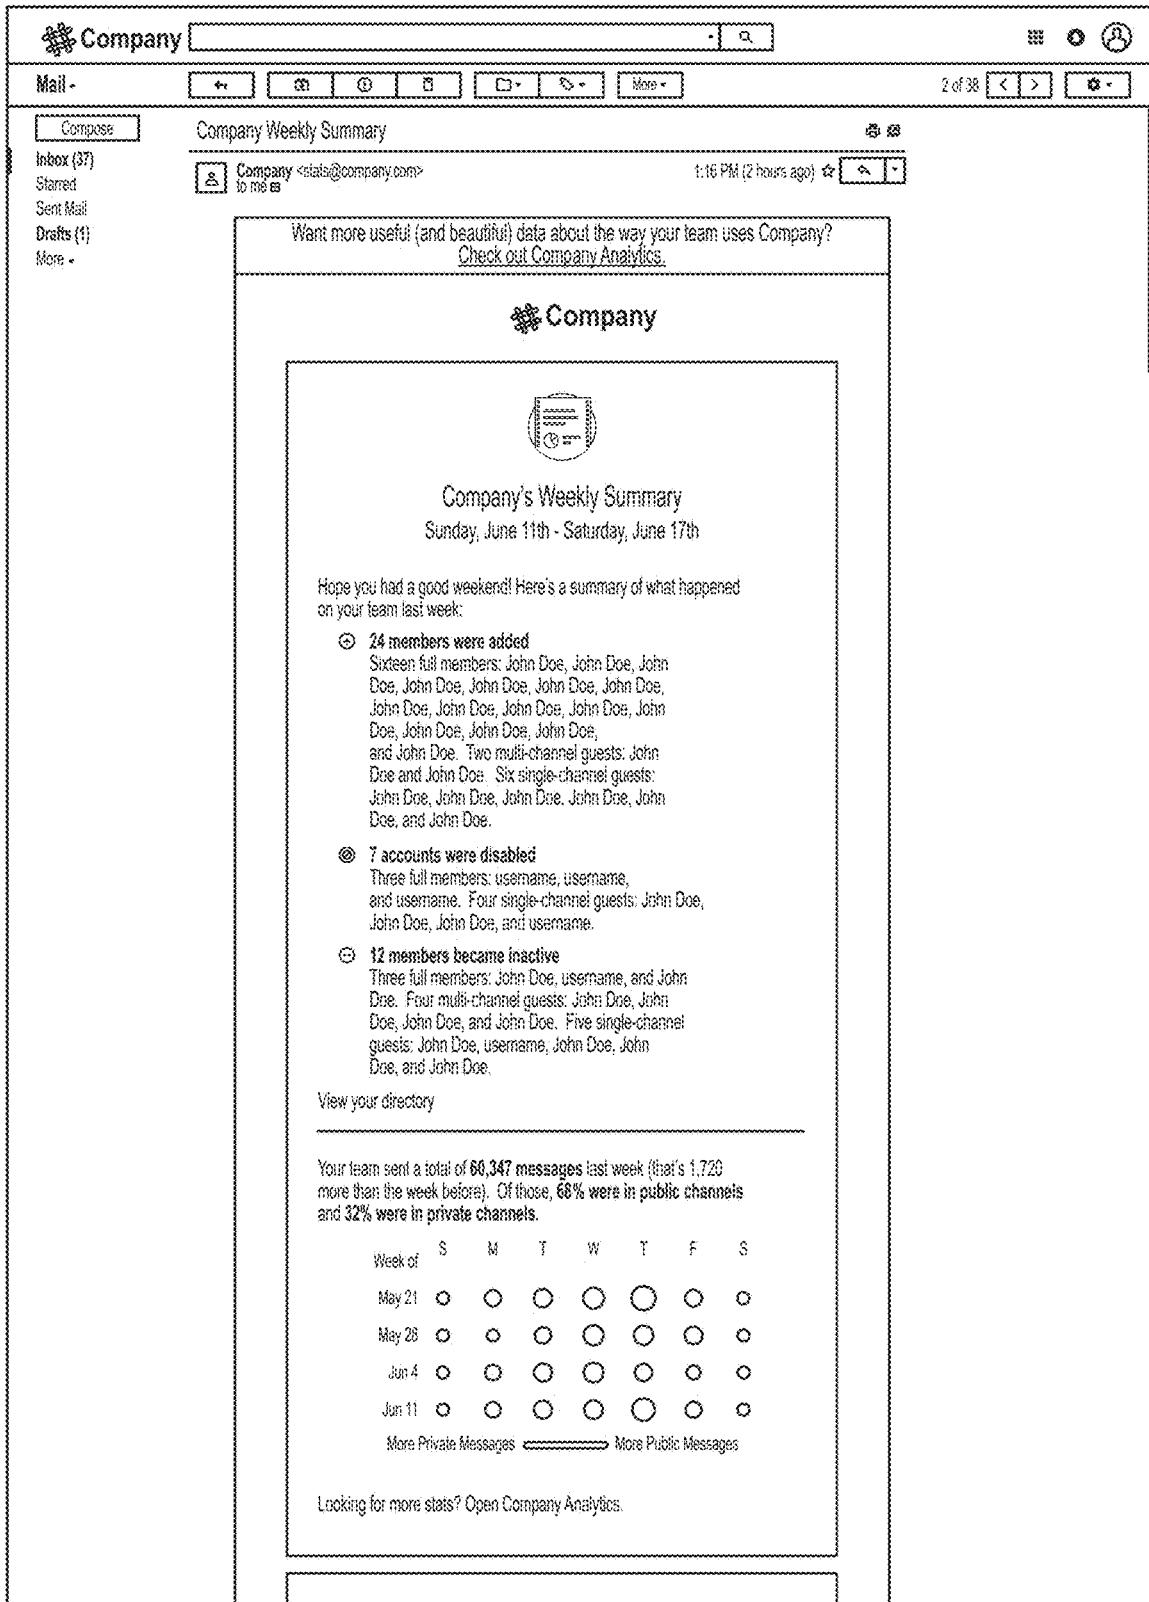 Company
Mail
More
2 of 38
Compose
Company Weekly Summary
Inbox (37)
Starred
Sent Mail
Drafts (1)
More
Company <stats@company.com>
to me
1:16 PM (2 hours ago)
Want more useful (and beautiful) data about the way your team uses Company?
Check out Company Analytics.
Company
Company's Weekly Summary
Sunday, June 11th - Saturday, June 17th
Hope you had a good weekend! Here's a summary of what happened
on your team last week:
24 members were added
Sixteen full members: John Doe, John Doe, John
Doe, John Doe, John Doe, John Doe, John Doe,
John Doe, John Doe, John Doe, John Doe, John
Doe, John Doe, John Doe, John Doe,
and John Doe. Two multi-channel guests: John
Doe and John Doe. Six single-channel guests:
John Doe, John Doe, John Doe, John Doe, John
Doe, and John Doe.
7 accounts were disabled
Three full members: username, username,
and username. Four single-channel guests: John Doe,
John Doe, John Doe, and username.
12 members became inactive
Three full members: John Doe, username, and John
Doe. Four multi-channel guests: John Doe, John
Doe, John Doe, and John Doe. Five single-channel
guests: John Doe, username, John Doe, John
Doe, and John Doe.
View your directory
Your team sent a total of 60,347 messages last week (that's 1,720
more than the week before). Of those, 68% were in public channels
and 32% were in private channels.
Week of S M T W T F S
May 21
May 28
Jun 4
Jun 11
More Private Messages More Public Messages
Looking for more stats? Open Company Analytics.